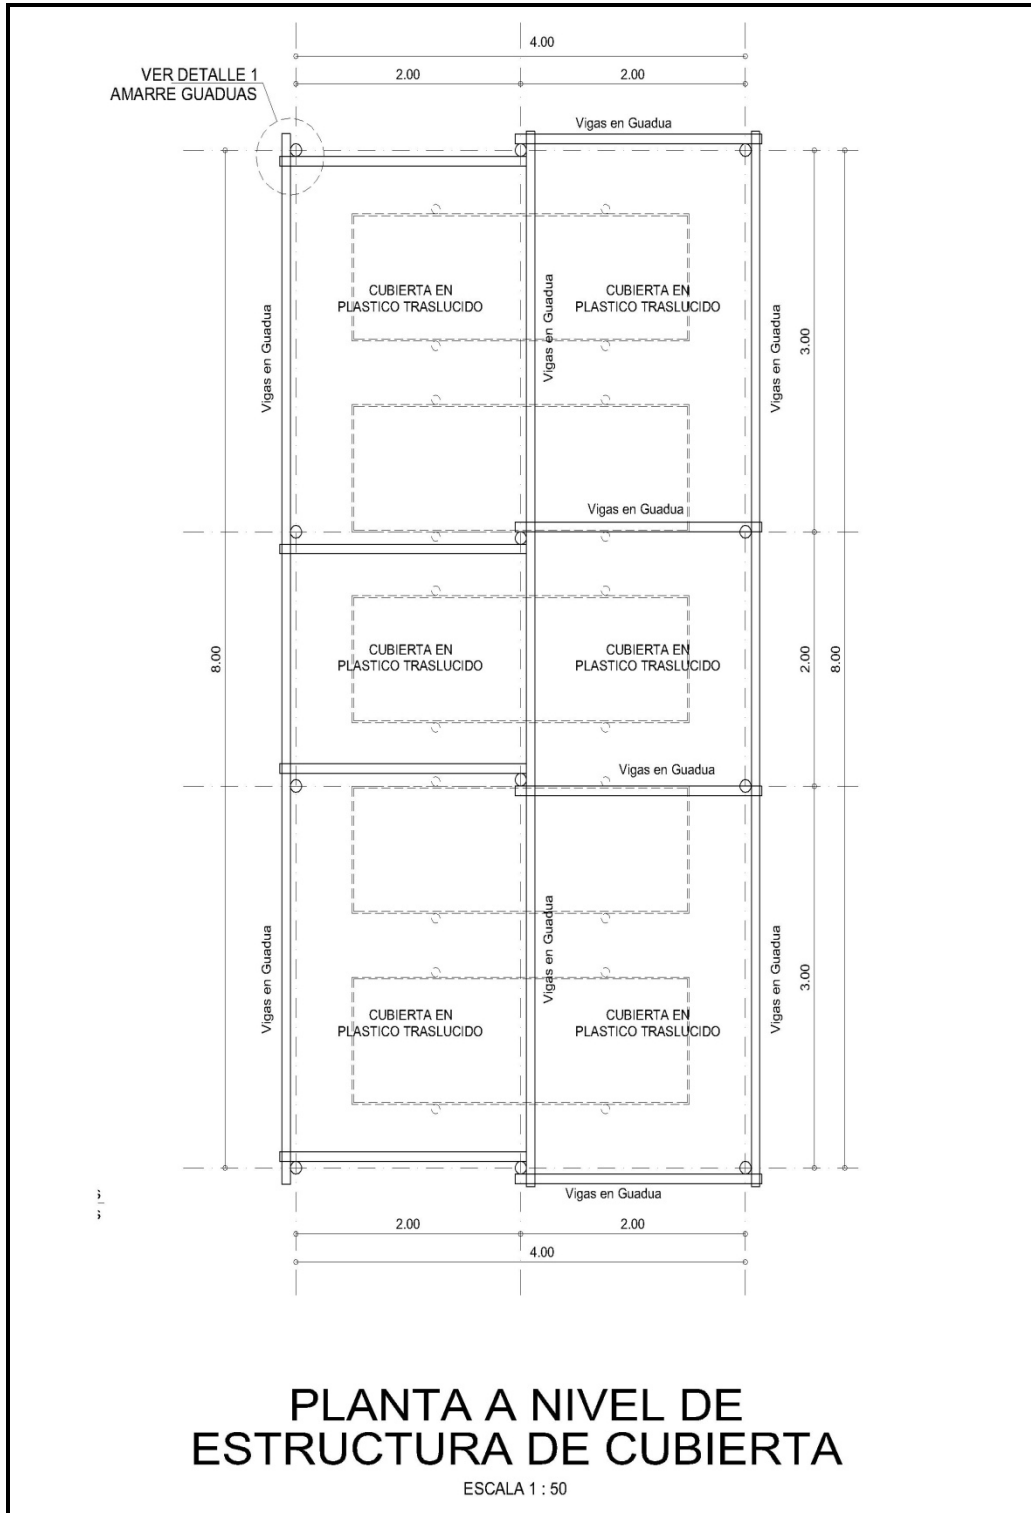 4.00
2.00
2.00
VER DETALLE 1
AMARRE GUADUAS
Vigas en Guadua
CUBIERTA EN
PLASTICO TRASLUCIDO
CUBIERTA EN
PLASTICO TRASLUCIDO
Vigas en Guadua
Vigas en Guadua
Vigas en Guadua
3.00
Vigas en Guadua
8.00
CUBIERTA EN
PLASTICO TRASLUCIDO
CUBIERTA EN
PLASTICO TRASLUCIDO
2.00
8.00
Vigas en Guadua
Vigas en Guadua
Vigas en Guadua
Vigas en Guadua
3.00
CUBIERTA EN
PLASTICO TRASLUCIDO
CUBIERTA EN
PLASTICO TRASLUCIDO
Vigas en Guadua
2.00
2.00
4.00
PLANTA A NIVEL DE
ESTRUCTURA DE CUBIERTA
ESCALA 1 : 50